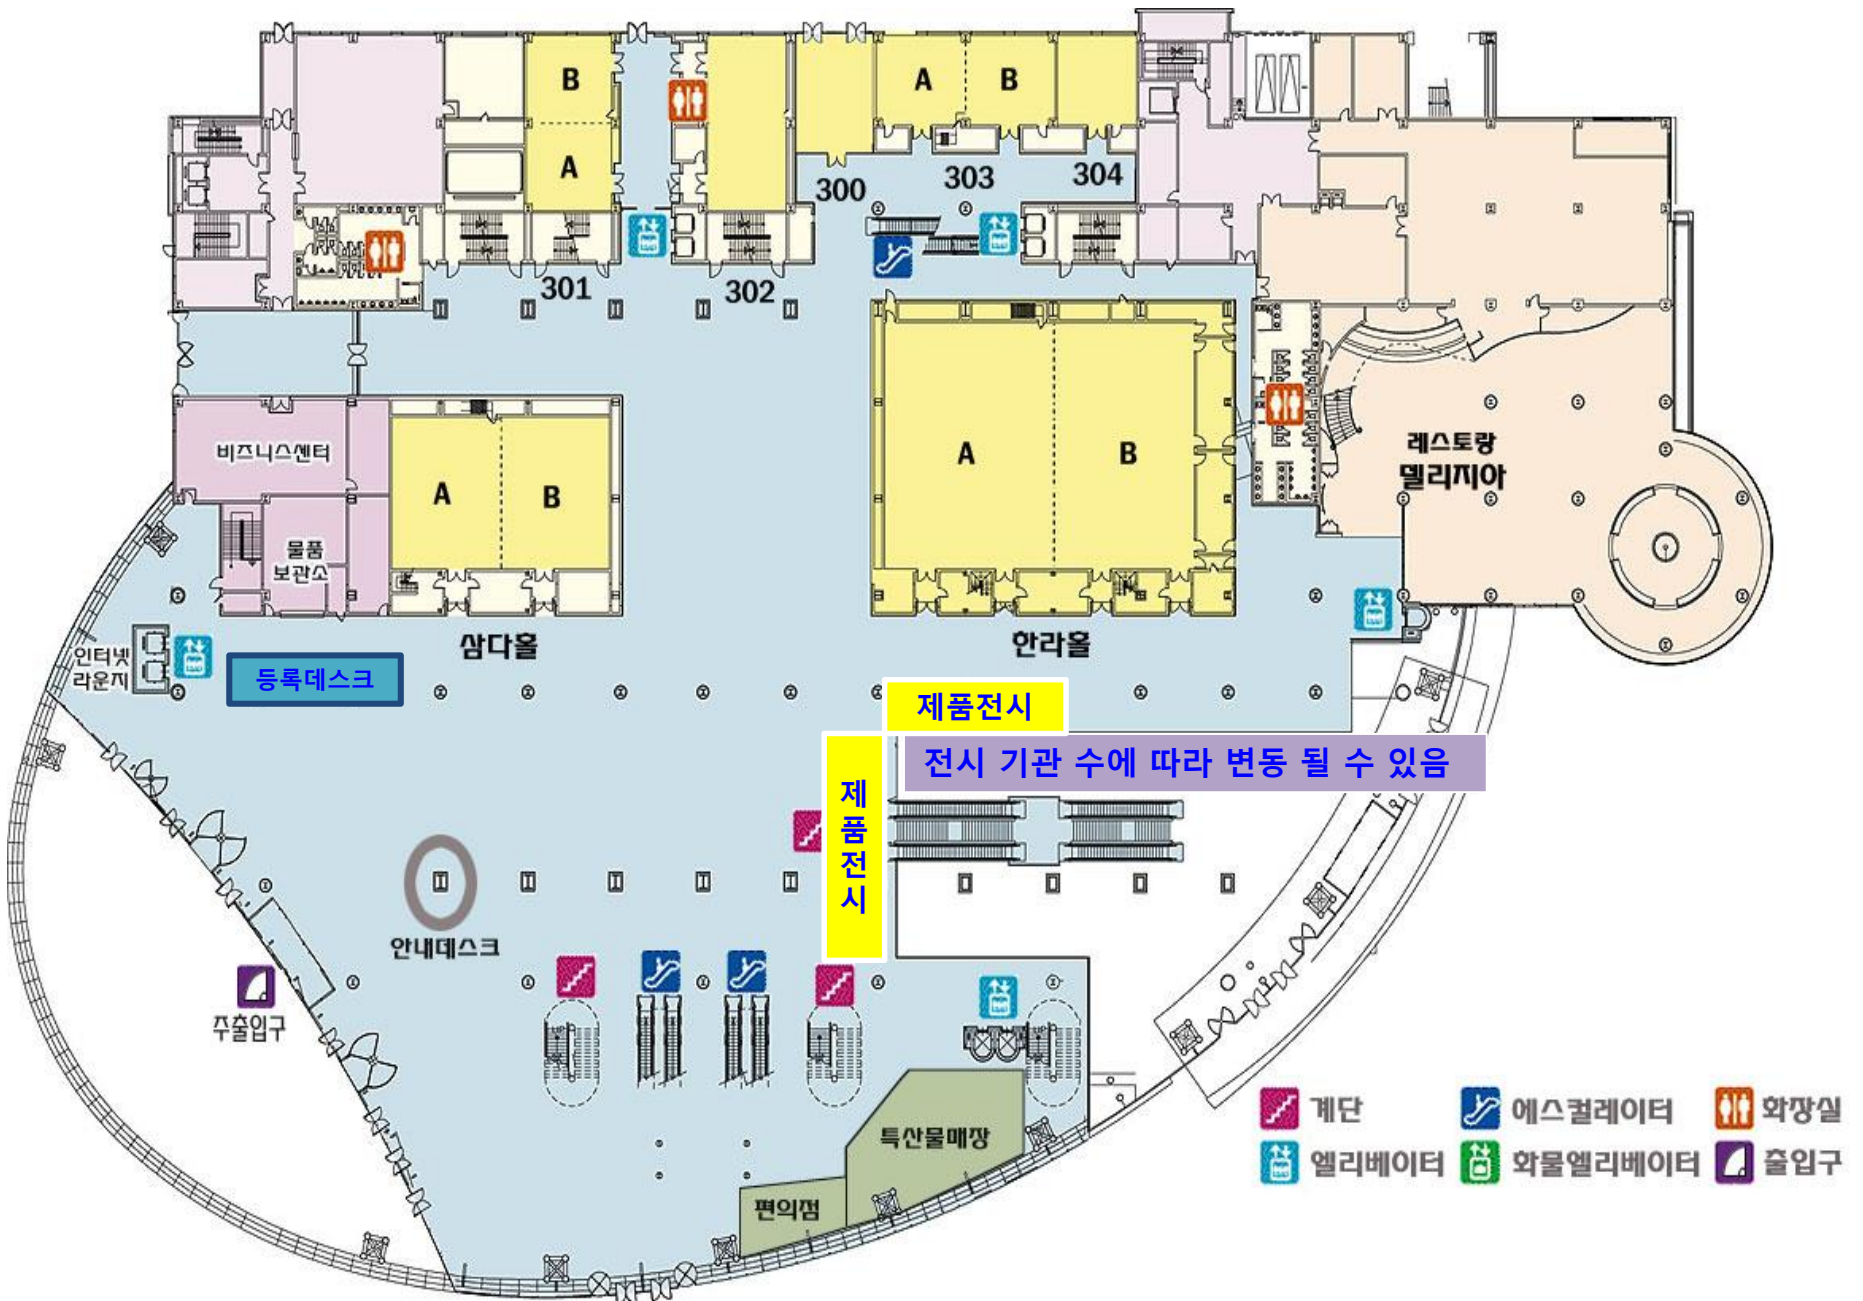 B
A
B
A
300
303
304
301
302
비즈니스센터
A
B
A
B
레스토랑
델리지아
물품
보관소
삼다홀
한라홀
인터넷
라운지
등록데스크
제품전시
전시 기관 수에 따라 변동 될 수 있음
제
품
전
시
안내데스크
주출입구
특산물매장
편의점
계단
에스컬레이터
화장실
엘리베이터
화물엘리베이터
출입구